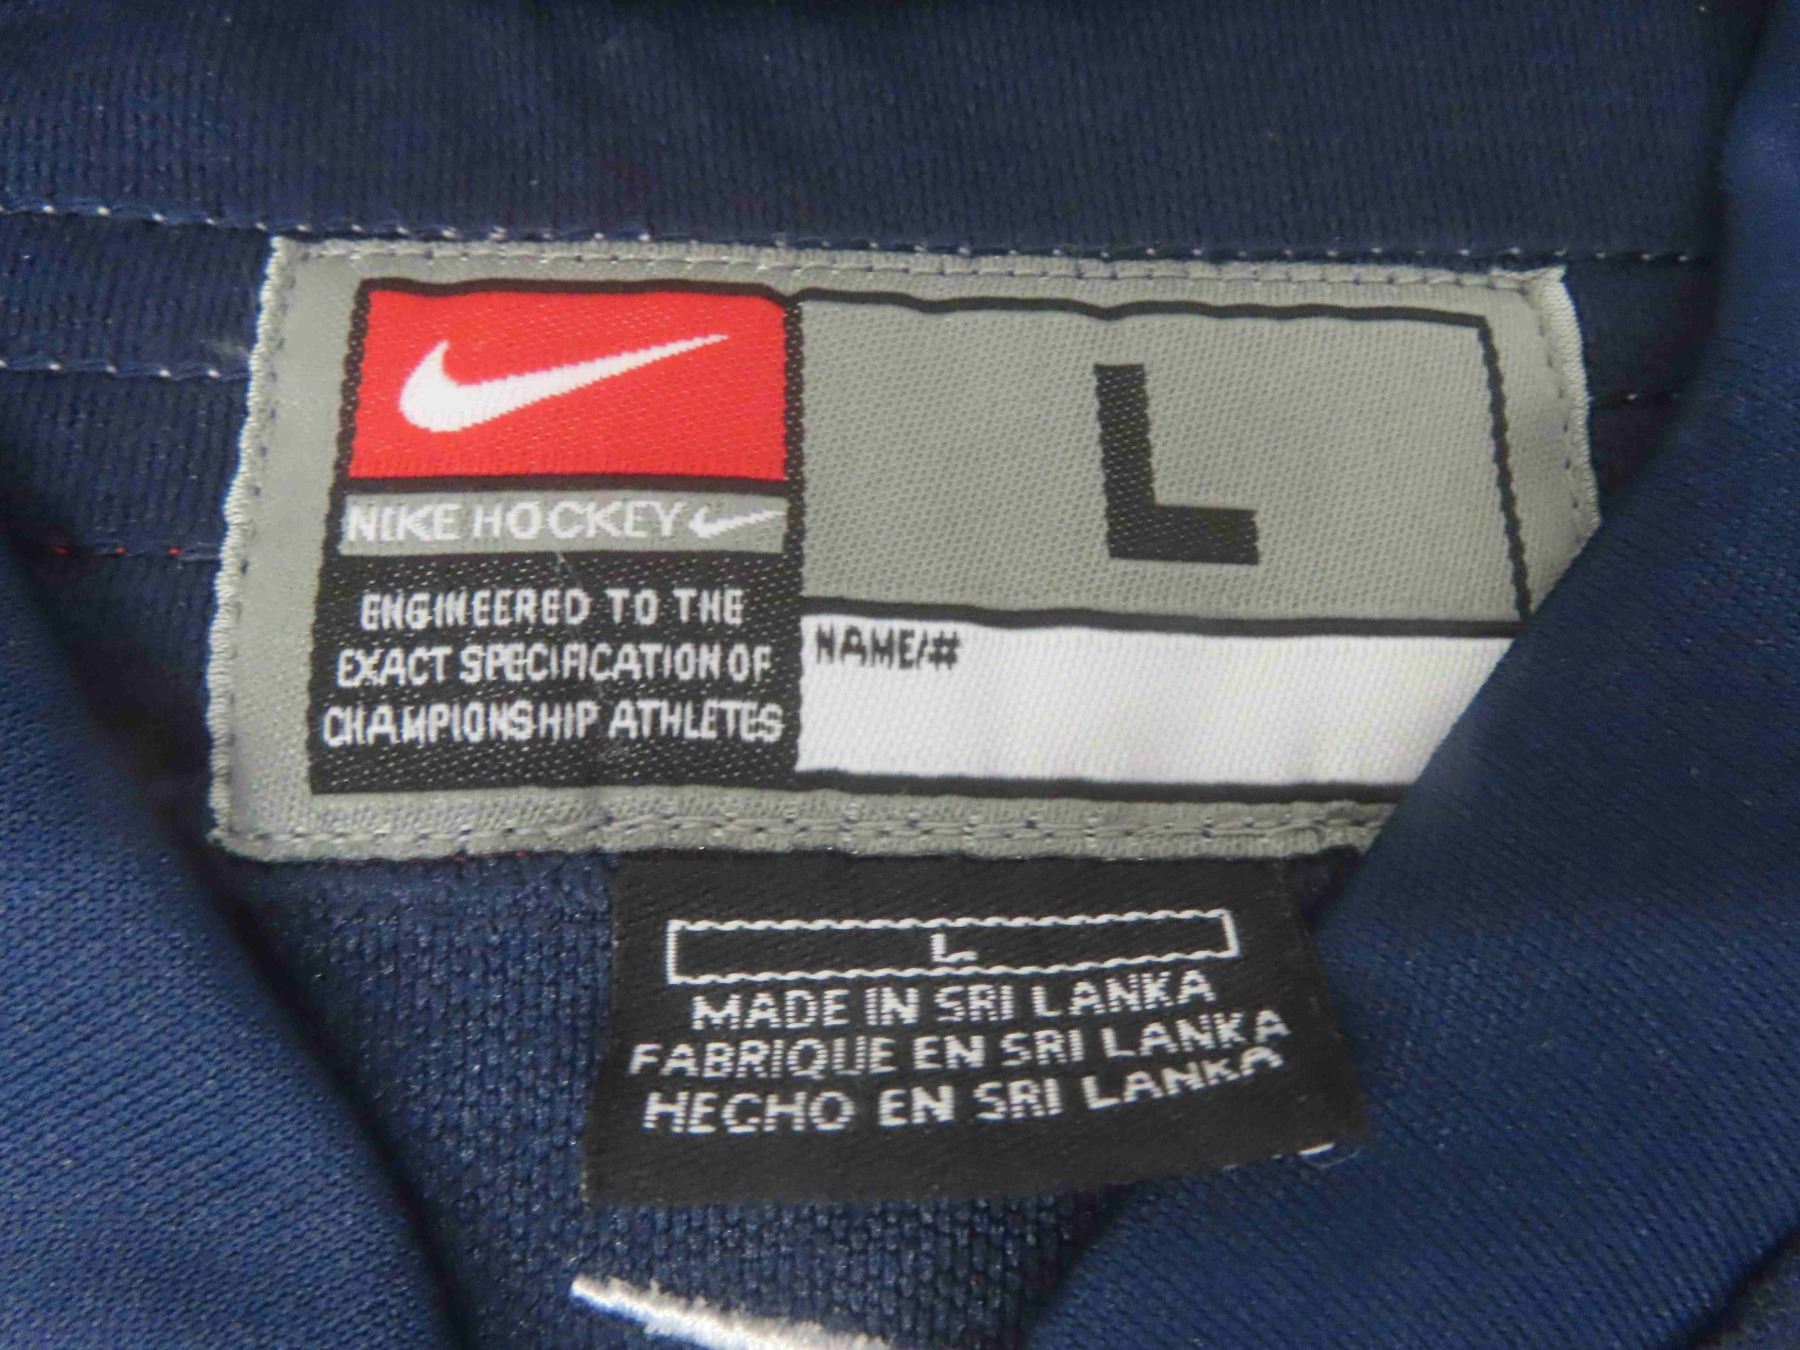 NIKE HOCKEY
ENGINEERED TO THE
EXACT SPECIFICATION OF
CHAMPIONSHIP ATHLETES
L
NAME/#
L
MADE IN SRI LANKA
FABRIQUE EN SRI LANKA
HECHO EN SRI LANKA